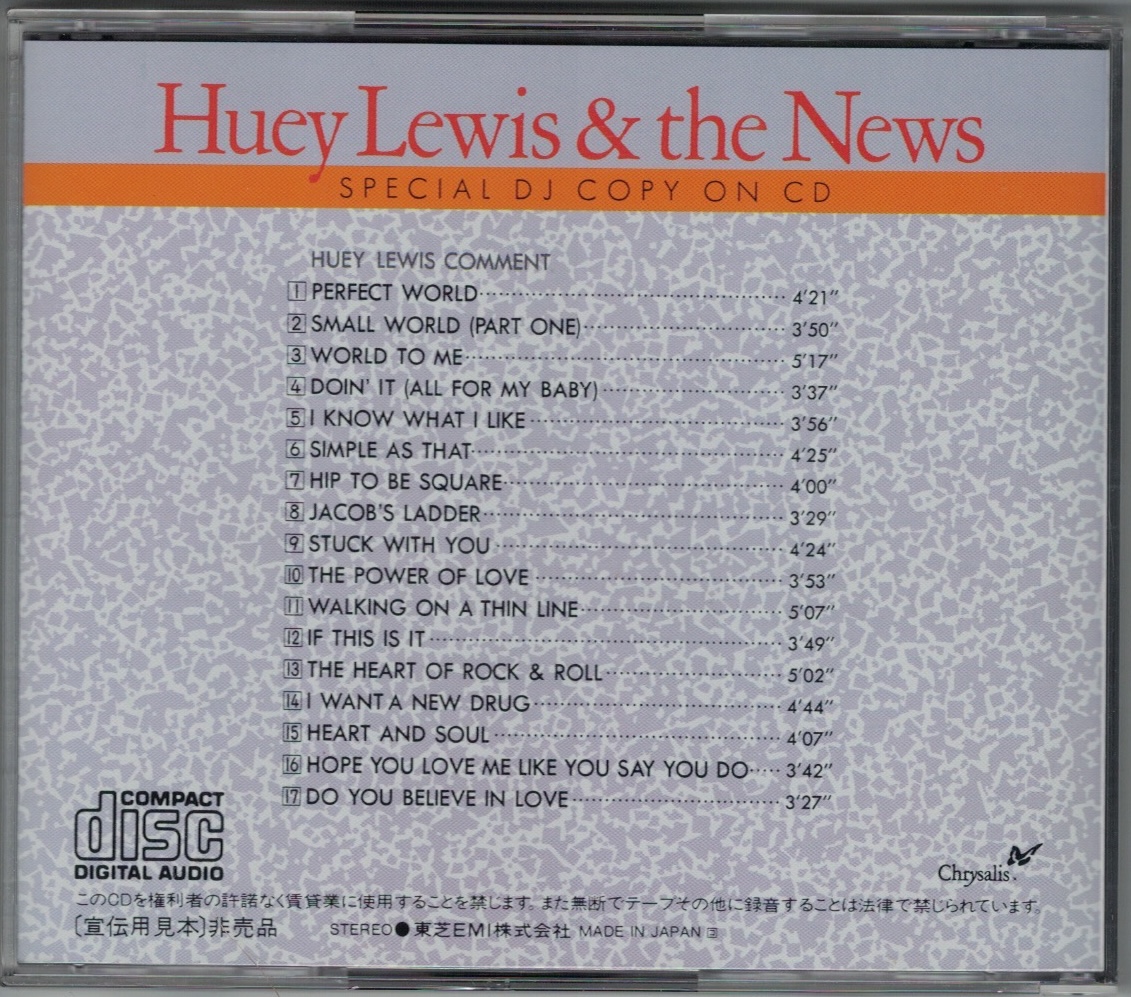 Huey Lewis & the News
SPECIAL DJ COPY ON CD
HUEY LEWIS COMMENT
1 PERFECT WORLD 4'21"
2 SMALL WORLD (PART ONE) 3'50"
3 WORLD TO ME 5'17"
4 DOIN' IT (ALL FOR MY BABY) 3'37"
5 I KNOW WHAT I LIKE 3'56"
6 SIMPLE AS THAT 4'25"
7 HIP TO BE SQUARE 4'00"
8 JACOB'S LADDER 3'29"
9 STUCK WITH YOU 4'24"
10 THE POWER OF LOVE 3'53"
11 WALKING ON A THIN LINE 5'07"
12 IF THIS IS IT 3'49"
13 THE HEART OF ROCK & ROLL 5'02"
14 I WANT A NEW DRUG 4'44"
15 HEART AND SOUL 4'07"
16 HOPE YOU LOVE ME LIKE YOU SAY YOU DO 3'42"
17 DO YOU BELIEVE IN LOVE 3'27"
COMPACT
disc
DIGITAL AUDIO
Chrysalis.
このCDを権利者の許諾なく賃貸業に使用することを禁じます。また無断でテープその他に録音することは法律で禁じられています。
〔宣伝用見本〕非売品 STEREO●東芝EMI株式会社 MADE IN JAPAN